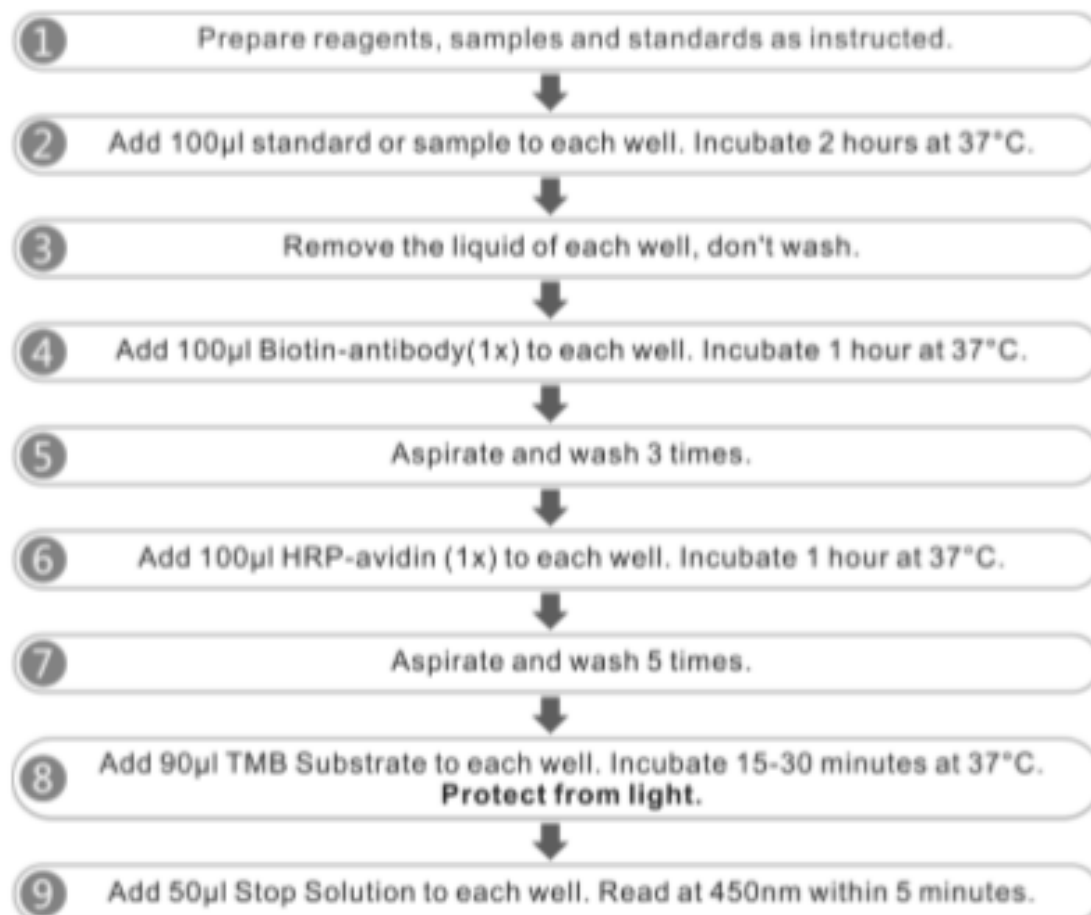 1 Prepare reagents, samples and standards as instructed.
2 Add 100µl standard or sample to each well. Incubate 2 hours at 37°C.
3 Remove the liquid of each well, don't wash.
4 Add 100µl Biotin-antibody(1x) to each well. Incubate 1 hour at 37°C.
5 Aspirate and wash 3 times.
6 Add 100µl HRP-avidin (1x) to each well. Incubate 1 hour at 37°C.
7 Aspirate and wash 5 times.
8 Add 90µl TMB Substrate to each well. Incubate 15-30 minutes at 37°C.
Protect from light.
9 Add 50µl Stop Solution to each well. Read at 450nm within 5 minutes.